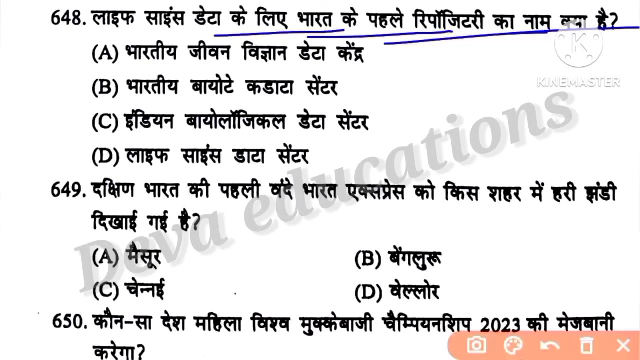 648. लाइफ साइंस डेटा के लिए भारत के पहले रिपॉजिटरी का नाम क्या है?
(A) भारतीय जीवन विज्ञान डेटा केंद्र
(B) भारतीय बायोटे कडाटा सेंटर
(C) इंडियन बायोलॉजिकल डेटा सेंटर
(D) लाइफ साइंस डाटा सेंटर
649. दक्षिण भारत की पहली वंदे भारत एक्सप्रेस को किस शहर में हरी झंडी
दिखाई गई है?
(A) मैसूर (B) बेंगलुरू
(C) चेन्नई (D) वेल्लोर
650. कौन-सा देश महिला विश्व मुक्केबाजी चैम्पियनशिप 2023 की मेजबानी
करेगा?
KINEMASTER
Deva educations